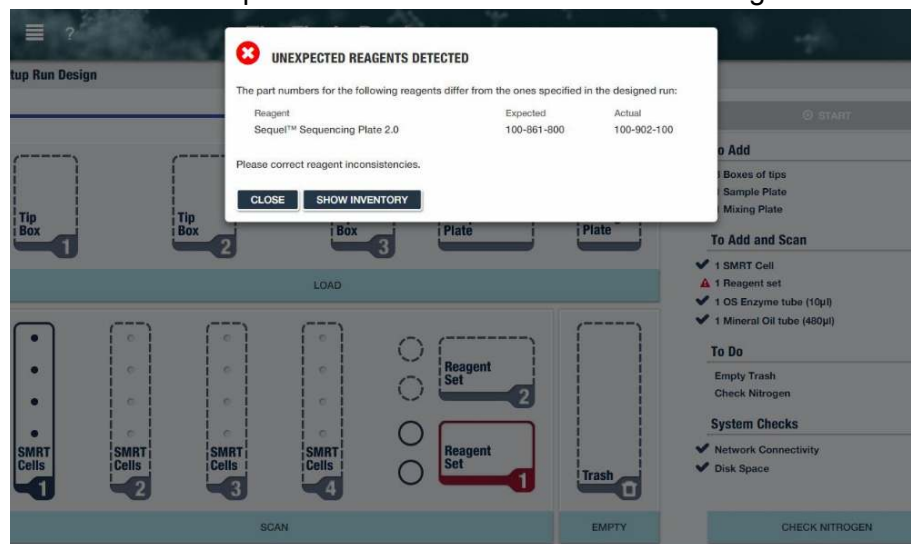 ?
tup Run Design
UNEXPECTED REAGENTS DETECTED
The part numbers for the following reagents differ from the ones specified in the designed run:
Reagent Expected Actual
Sequel™ Sequencing Plate 2.0 100-861-800 100-902-100
Please correct reagent inconsistencies.
CLOSE SHOW INVENTORY
START
o Add
Boxes of tips
Sample Plate
Mixing Plate
To Add and Scan
1 SMRT Cell
1 Reagent set
1 OS Enzyme tube (10µl)
1 Mineral Oil tube (480µl)
To Do
Empty Trash
Check Nitrogen
System Checks
Network Connectivity
Disk Space
CHECK NITROGEN
Tip
Box
1
Tip
Box
2
Box
3
Plate
Plate
LOAD
SMRT
Cells
1
SMRT
Cells
2
SMRT
Cells
3
SMRT
Cells
4
Reagent
Set
2
Reagent
Set
1
Trash
SCAN
EMPTY